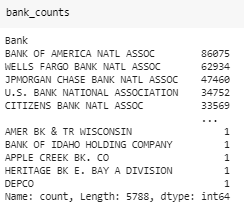 bank_counts
Bank
BANK OF AMERICA NATL ASSOC 86075
WELLS FARGO BANK NATL ASSOC 62934
JPMORGAN CHASE BANK NATL ASSOC 47460
U.S. BANK NATIONAL ASSOCIATION 34752
CITIZENS BANK NATL ASSOC 33569
...
AMER BK & TR WISCONSIN 1
BANK OF IDAHO HOLDING COMPANY 1
APPLE CREEK BK. CO 1
HERITAGE BK E. BAY A DIVISION 1
DEPCO 1
Name: count, Length: 5788, dtype: int64